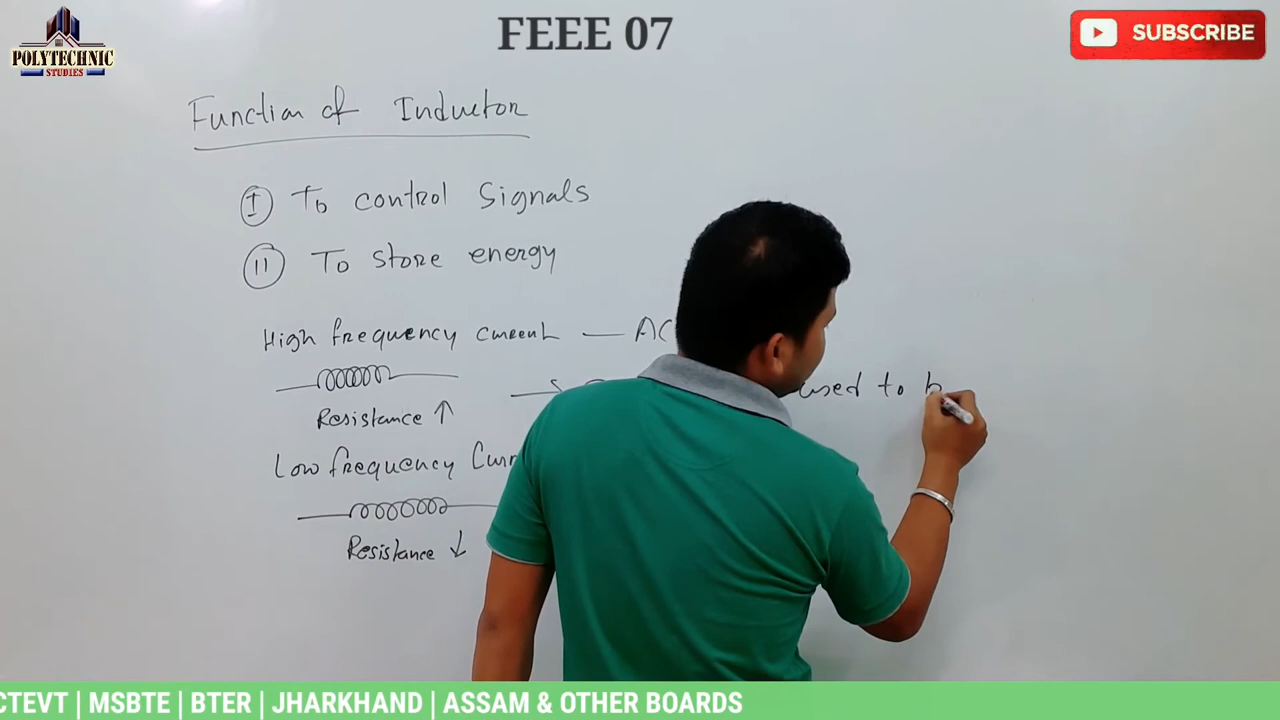 FEEE 07
POLYTECHNIC
STUDIES
SUBSCRIBE
Function of Inductor
I To control Signals
II To store energy
High frequency current — AC
used to b
Resistance ↑
Low frequency Curr
Resistance ↓
CTEVT | MSBTE | BTER | JHARKHAND | ASSAM & OTHER BOARDS